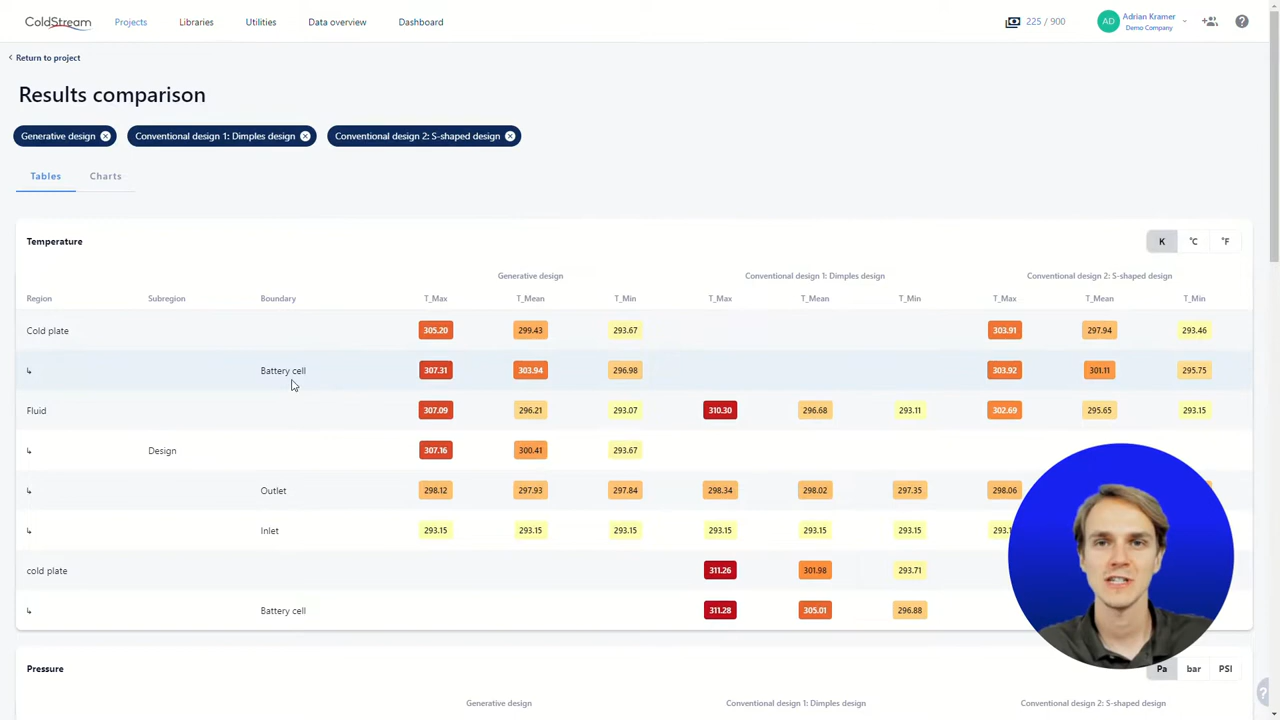 ColdStream Projects Libraries Utilities Data overview Dashboard 225 / 900 AD Adrian Kramer
Demo Company
Return to project
Results comparison
Generative design Conventional design 1: Dimples design Conventional design 2: S-shaped design
Tables Charts
Temperature K °C °F
Generative design Conventional design 1: Dimples design Conventional design 2: S-shaped design
Region Subregion Boundary T_Max T_Mean T_Min T_Max T_Mean T_Min T_Max T_Mean T_Min
Cold plate 305.20 299.43 293.67 303.91 297.94 293.46
Battery cell 307.31 303.94 296.98 303.92 301.11 295.75
Fluid 307.09 296.21 293.07 310.30 296.68 293.11 302.69 295.65 293.15
Design 307.16 300.41 293.67
Outlet 298.12 297.93 297.84 298.34 298.02 297.35 298.06
Inlet 293.15 293.15 293.15 293.15 293.15 293.15
cold plate 311.26 301.98 293.71
Battery cell 311.28 305.01 296.88
Pressure Pa bar PSI
Generative design Conventional design 1: Dimples design Conventional design 2: S-shaped design